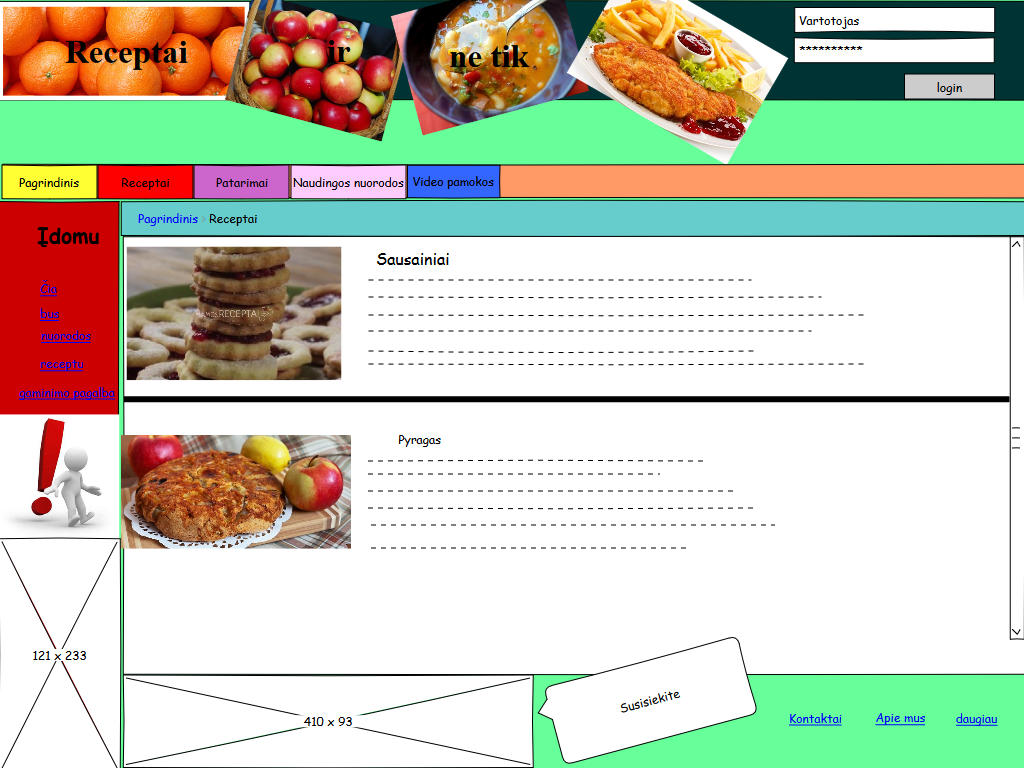 Receptai ir ne tik
Vartotojas
**********
login
Pagrindinis Receptai Patarimai Naudingos nuorodos Video pamokos
Įdomu
Čia
bus
nuorodos
receptu
gaminimo pagalba
121 x 233
Pagrindinis > Receptai
Sausainiai
RECEPTAI
Pyragas
410 x 93
Susisiekite
Kontaktai Apie mus daugiau